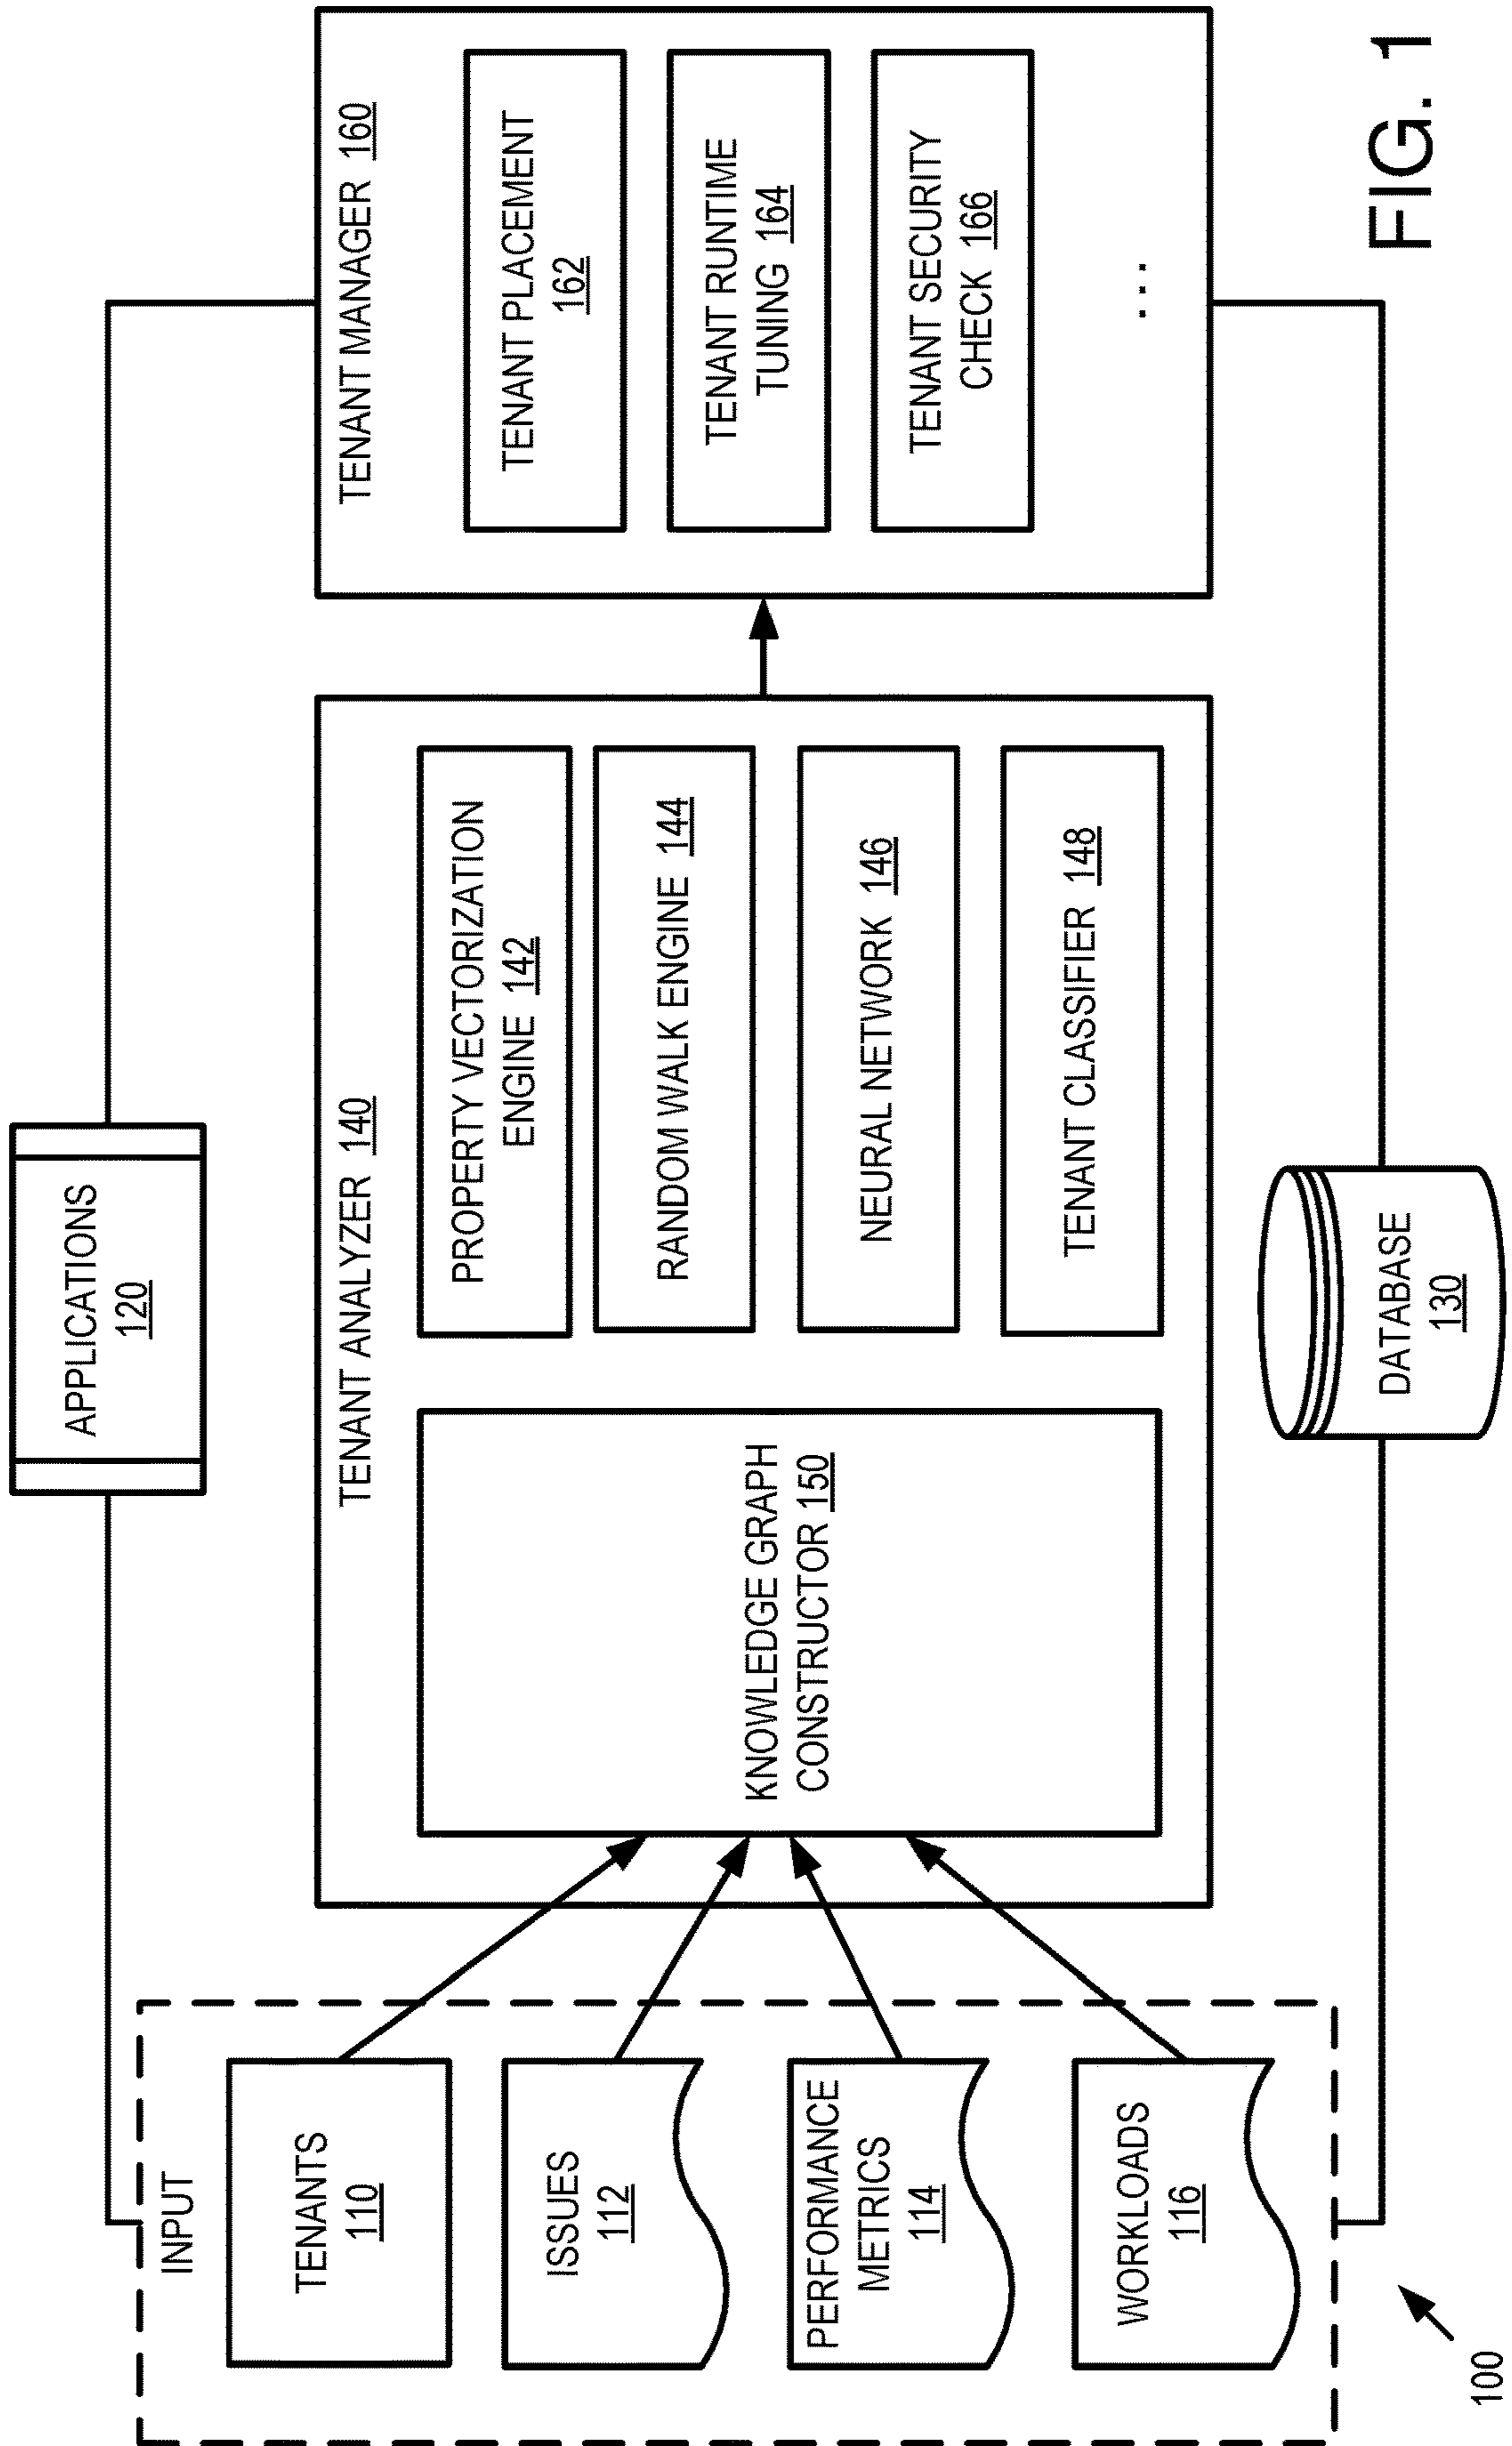 APPLICATIONS
120
INPUT
TENANTS
110
ISSUES
112
PERFORMANCE
METRICS
114
WORKLOADS
116
TENANT ANALYZER 140
KNOWLEDGE GRAPH
CONSTRUCTOR 150
PROPERTY VECTORIZATION
ENGINE 142
RANDOM WALK ENGINE 144
NEURAL NETWORK 146
TENANT CLASSIFIER 148
TENANT MANAGER 160
TENANT PLACEMENT
162
TENANT RUNTIME
TUNING 164
TENANT SECURITY
CHECK 166
...
DATABASE
130
100
FIG. 1